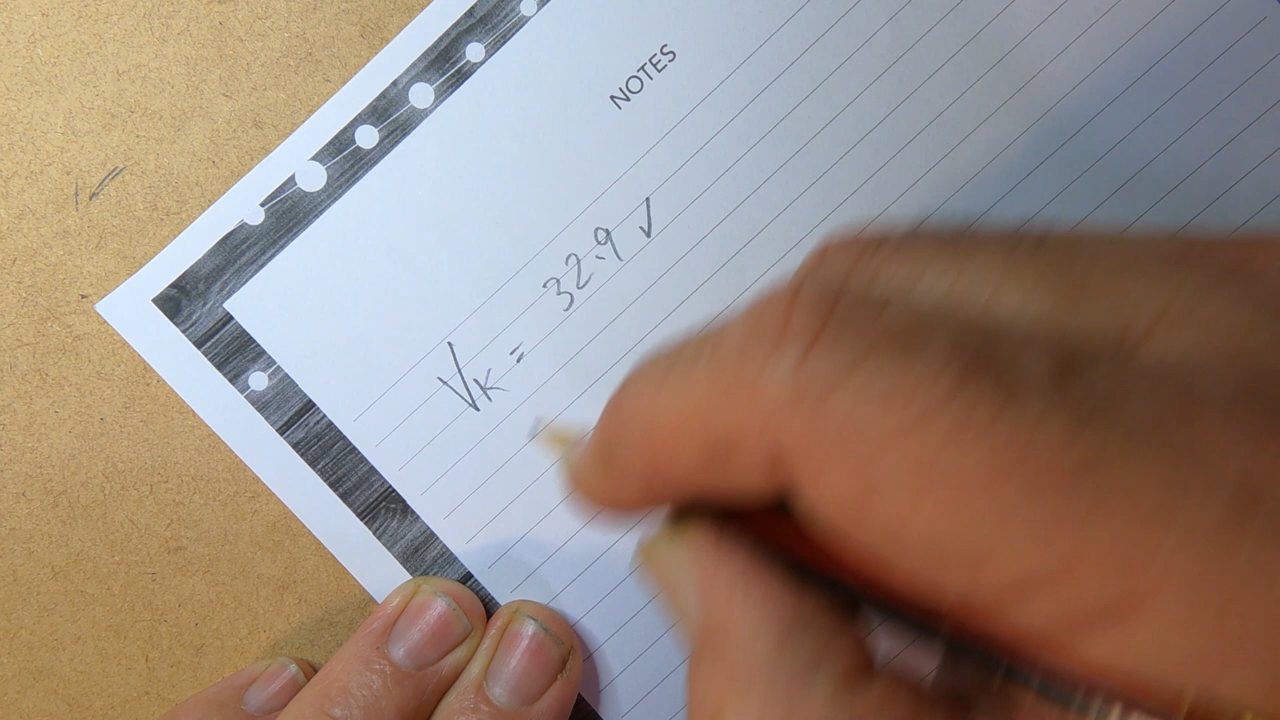 NOTES
VK = 32.9 ✓